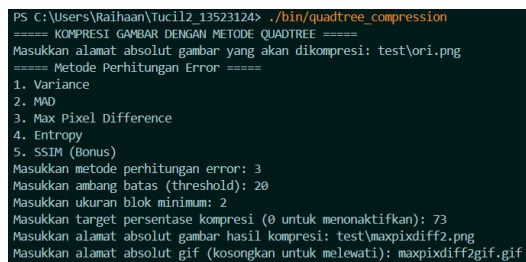 PS C:\Users\Raihaan\Tucil2_13523124> ./bin/quadtree_compression
===== KOMPRESI GAMBAR DENGAN METODE QUADTREE =====
Masukkan alamat absolut gambar yang akan dikompresi: test\ori.png
===== Metode Perhitungan Error =====
1. Variance
2. MAD
3. Max Pixel Difference
4. Entropy
5. SSIM (Bonus)
Masukkan metode perhitungan error: 3
Masukkan ambang batas (threshold): 20
Masukkan ukuran blok minimum: 2
Masukkan target persentase kompresi (0 untuk menonaktifkan): 73
Masukkan alamat absolut gambar hasil kompresi: test\maxpixdiff2.png
Masukkan alamat absolut gif (kosongkan untuk melewati): maxpixdiff2gif.gif